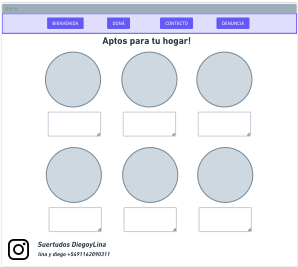 BIENVENIDA DONÁ CONTACTO DENUNCIA
Aptos para tu hogar!
Suertudos DiegoyLina
lina y diego +5491162090311